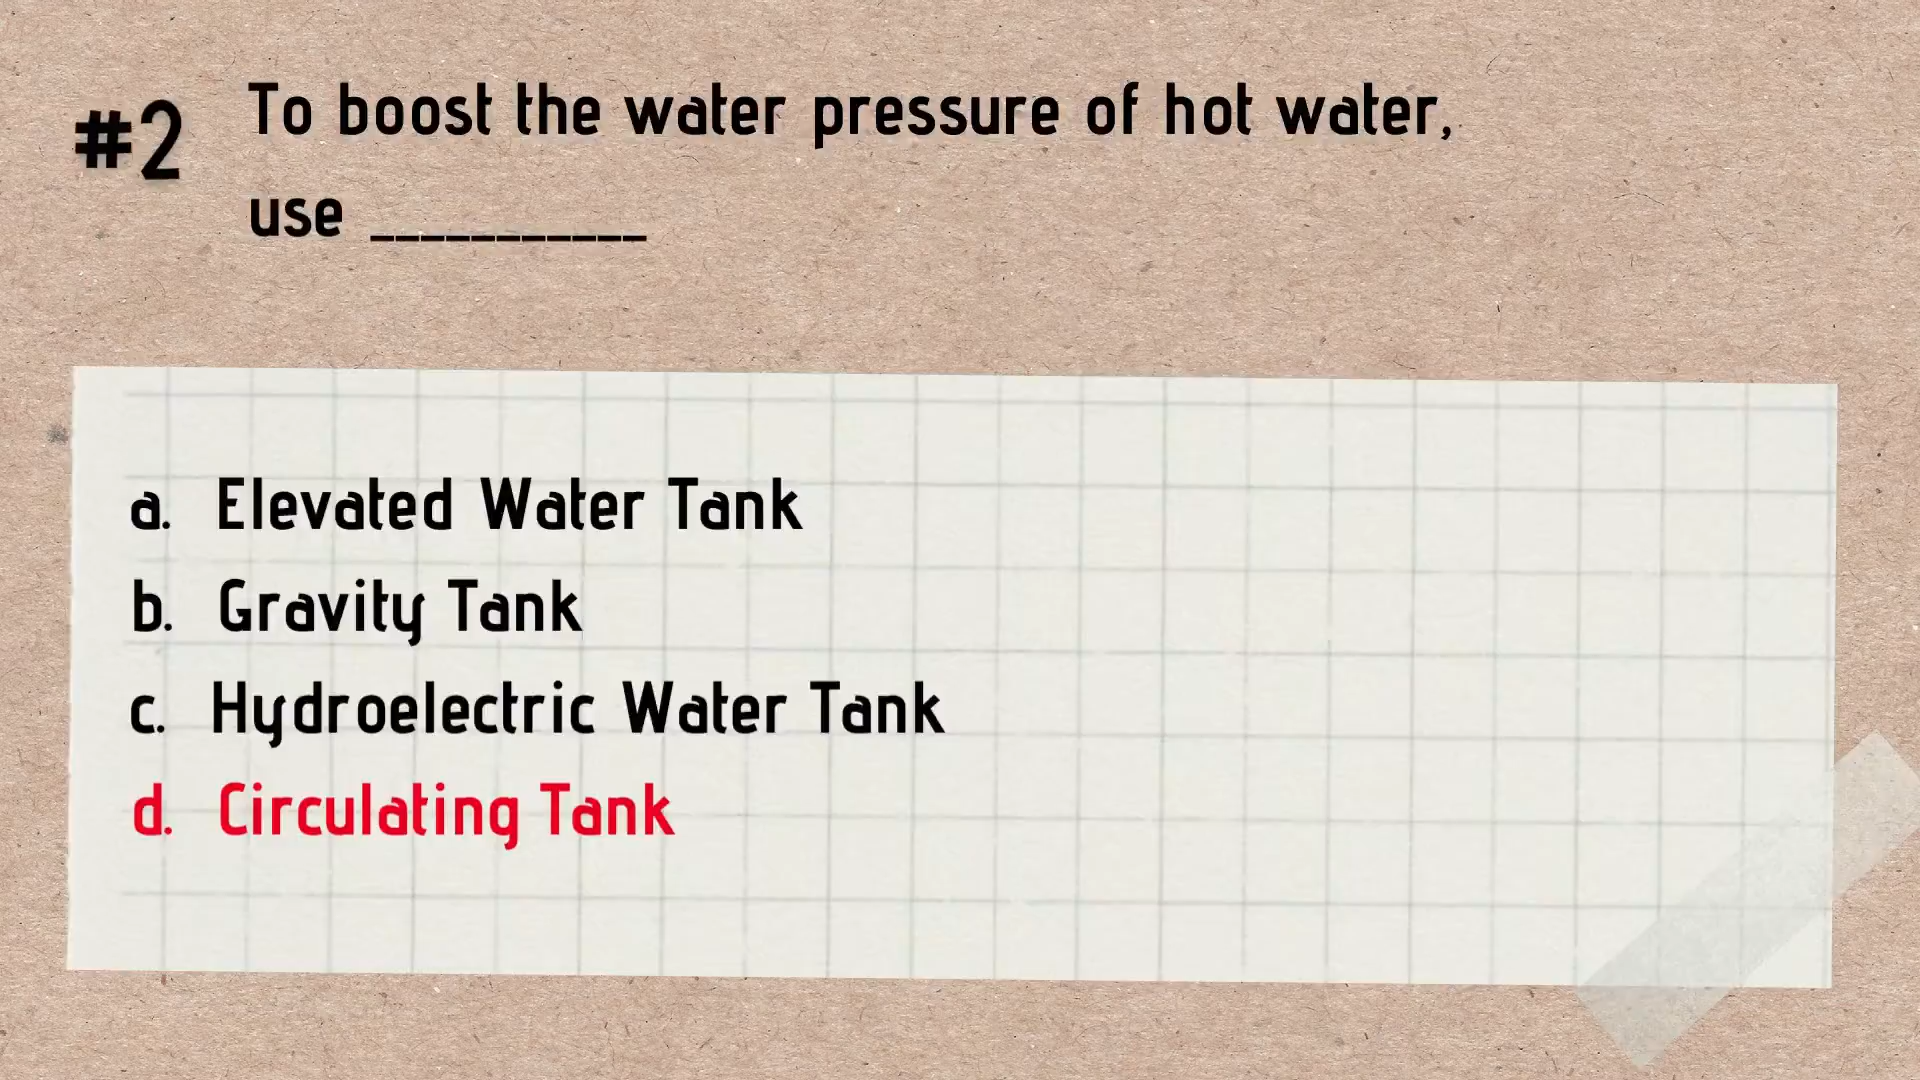 #2 To boost the water pressure of hot water,
use ___________
a. Elevated Water Tank
b. Gravity Tank
c. Hydroelectric Water Tank
d. Circulating Tank